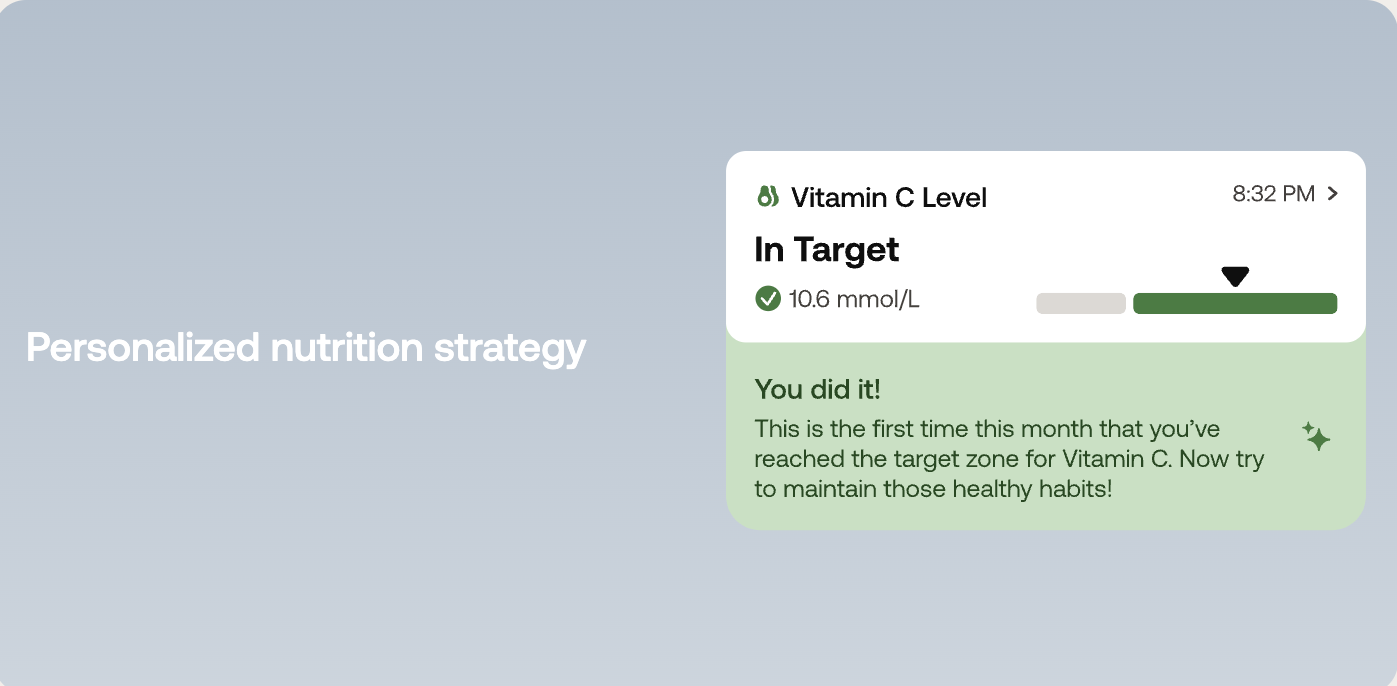 Personalized nutrition strategy
Vitamin C Level
8:32 PM
In Target
10.6 mmol/L
You did it!
This is the first time this month that you’ve
reached the target zone for Vitamin C. Now try
to maintain those healthy habits!